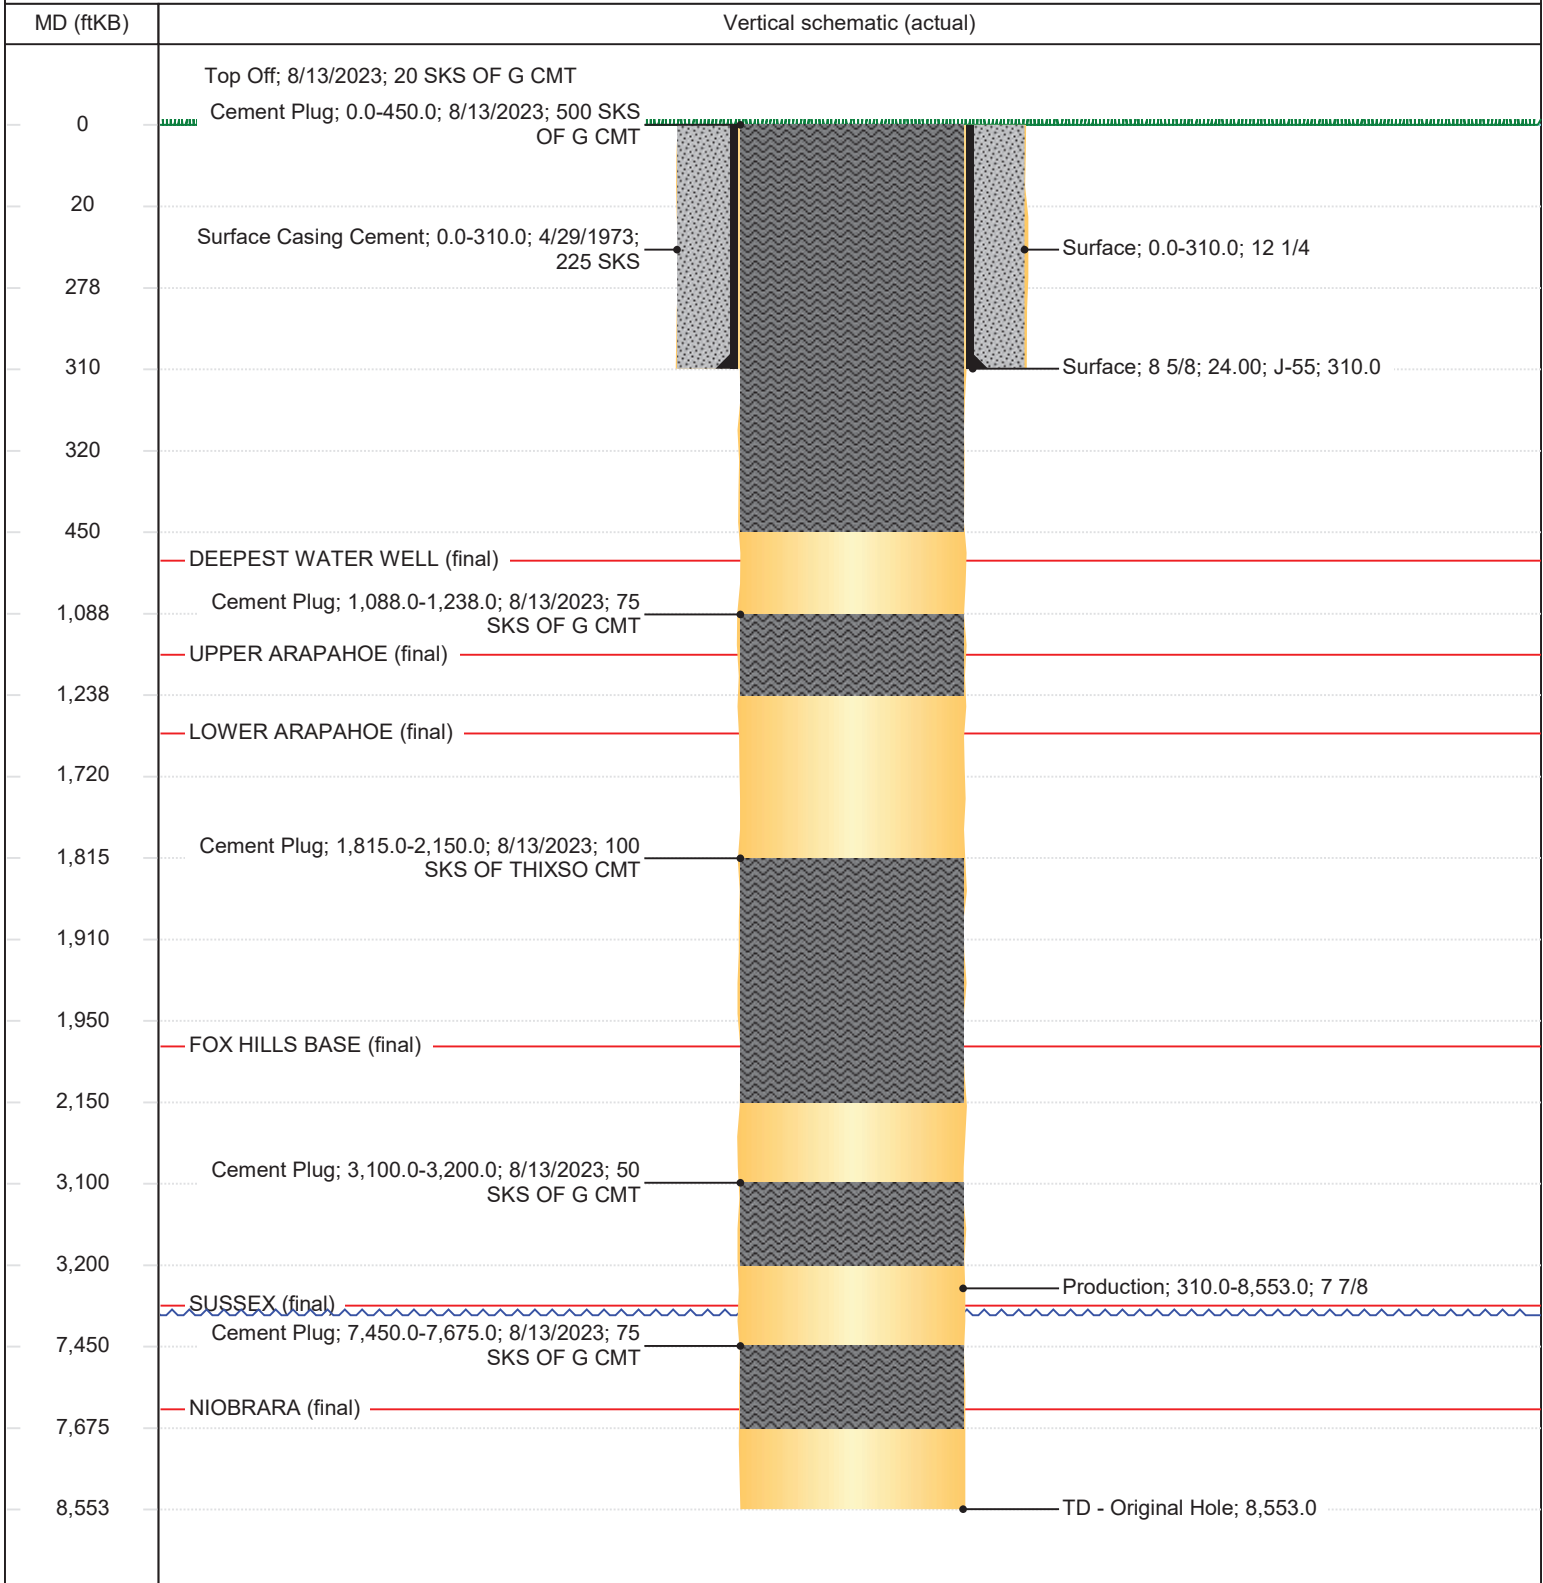 MD (ftKB)
Vertical schematic (actual)
Top Off; 8/13/2023; 20 SKS OF G CMT
Cement Plug; 0.0-450.0; 8/13/2023; 500 SKS
OF G CMT
0
20
Surface Casing Cement; 0.0-310.0; 4/29/1973;
225 SKS
Surface; 0.0-310.0; 12 1/4
278
310
Surface; 8 5/8; 24.00; J-55; 310.0
320
450
DEEPEST WATER WELL (final)
Cement Plug; 1,088.0-1,238.0; 8/13/2023; 75
SKS OF G CMT
1,088
UPPER ARAPAHOE (final)
1,238
LOWER ARAPAHOE (final)
1,720
Cement Plug; 1,815.0-2,150.0; 8/13/2023; 100
SKS OF THIXSO CMT
1,815
1,910
1,950
FOX HILLS BASE (final)
2,150
Cement Plug; 3,100.0-3,200.0; 8/13/2023; 50
SKS OF G CMT
3,100
3,200
Production; 310.0-8,553.0; 7 7/8
SUSSEX (final)
Cement Plug; 7,450.0-7,675.0; 8/13/2023; 75
SKS OF G CMT
7,450
NIOBRARA (final)
7,675
8,553
TD - Original Hole; 8,553.0